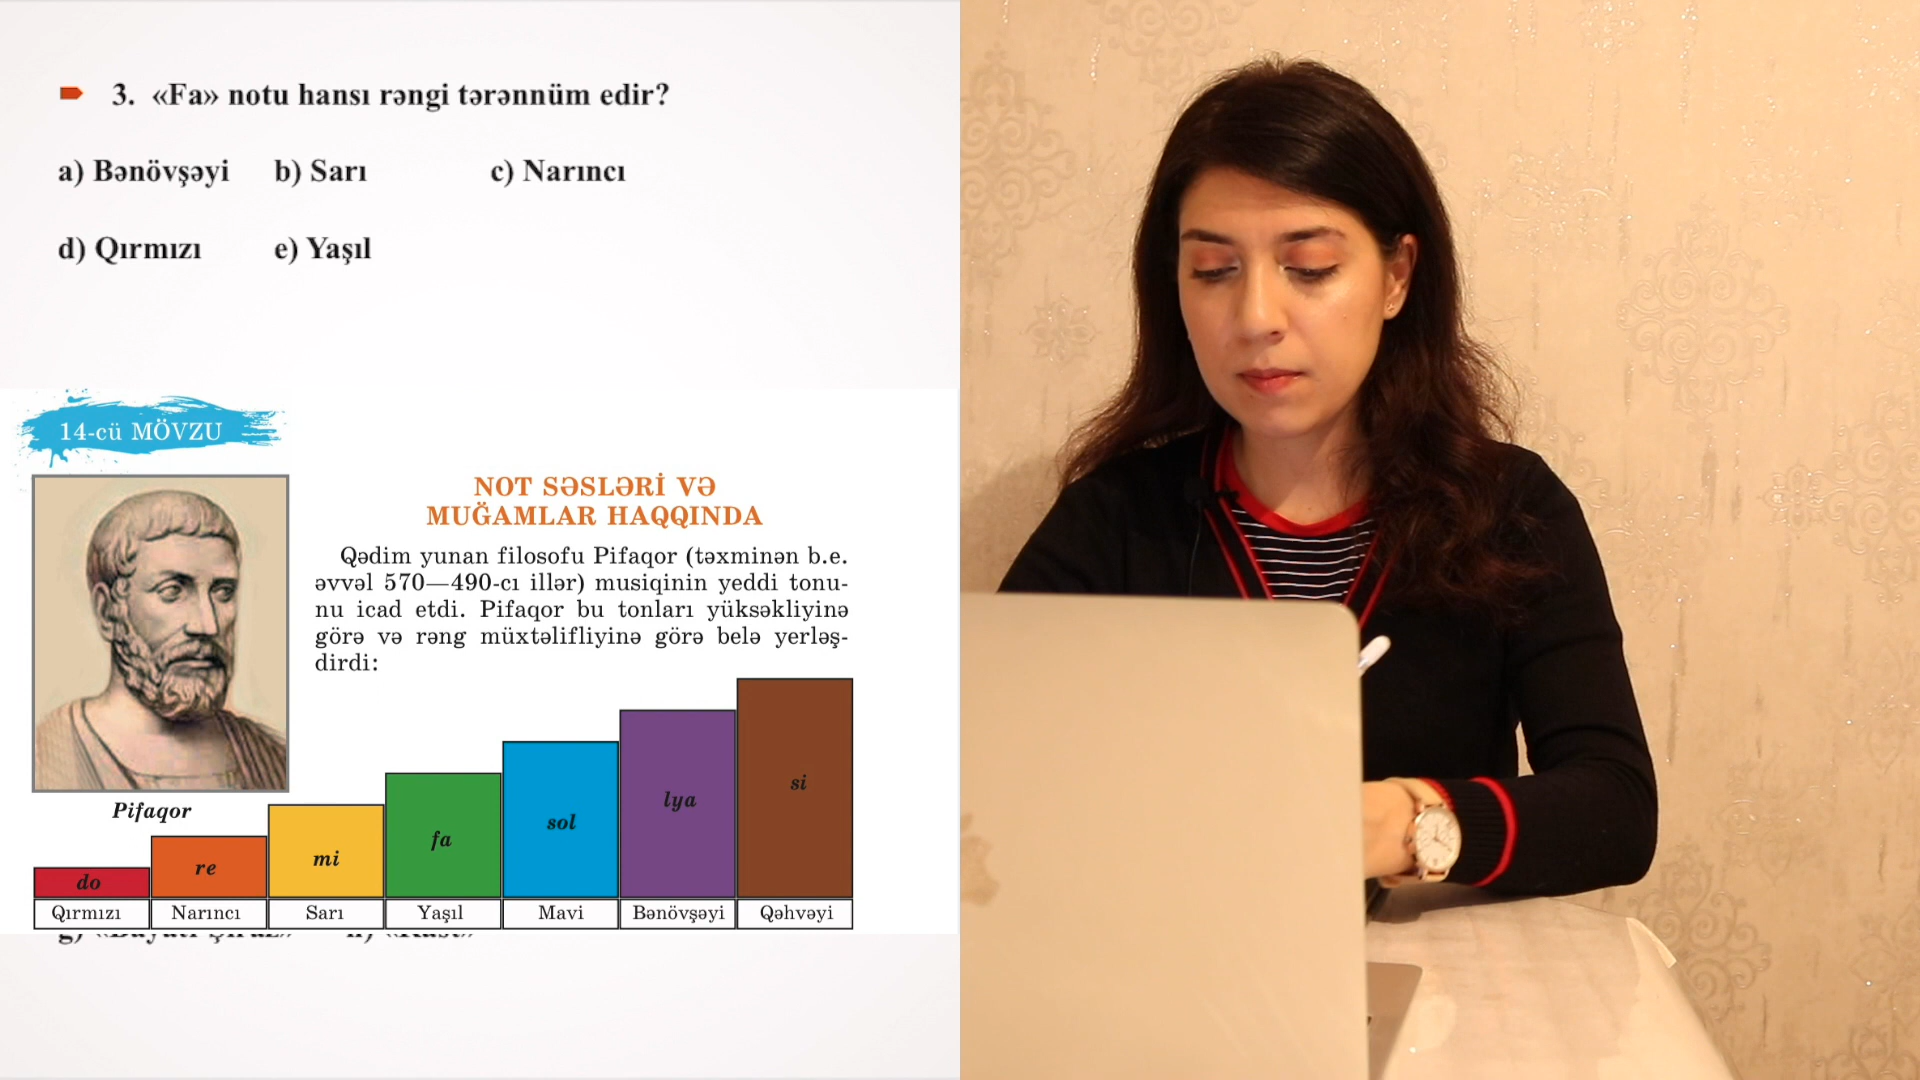 3. «Fa» notu hansı rəngi tərənnüm edir?
a) Bənövşəyi b) Sarı c) Narıncı
d) Qırmızı e) Yaşıl
14-cü MÖVZU
NOT SƏSLƏRİ VƏ
MUĞAMLAR HAQQINDA
Qədim yunan filosofu Pifaqor (təxminən b.e.
əvvəl 570—490-cı illər) musiqinin yeddi tonu-
nu icad etdi. Pifaqor bu tonları yüksəkliyinə
görə və rəng müxtəlifliyinə görə belə yerləş-
dirdi:
Pifaqor
do re mi fa sol lya si
Qırmızı Narıncı Sarı Yaşıl Mavi Bənövşəyi Qəhvəyi